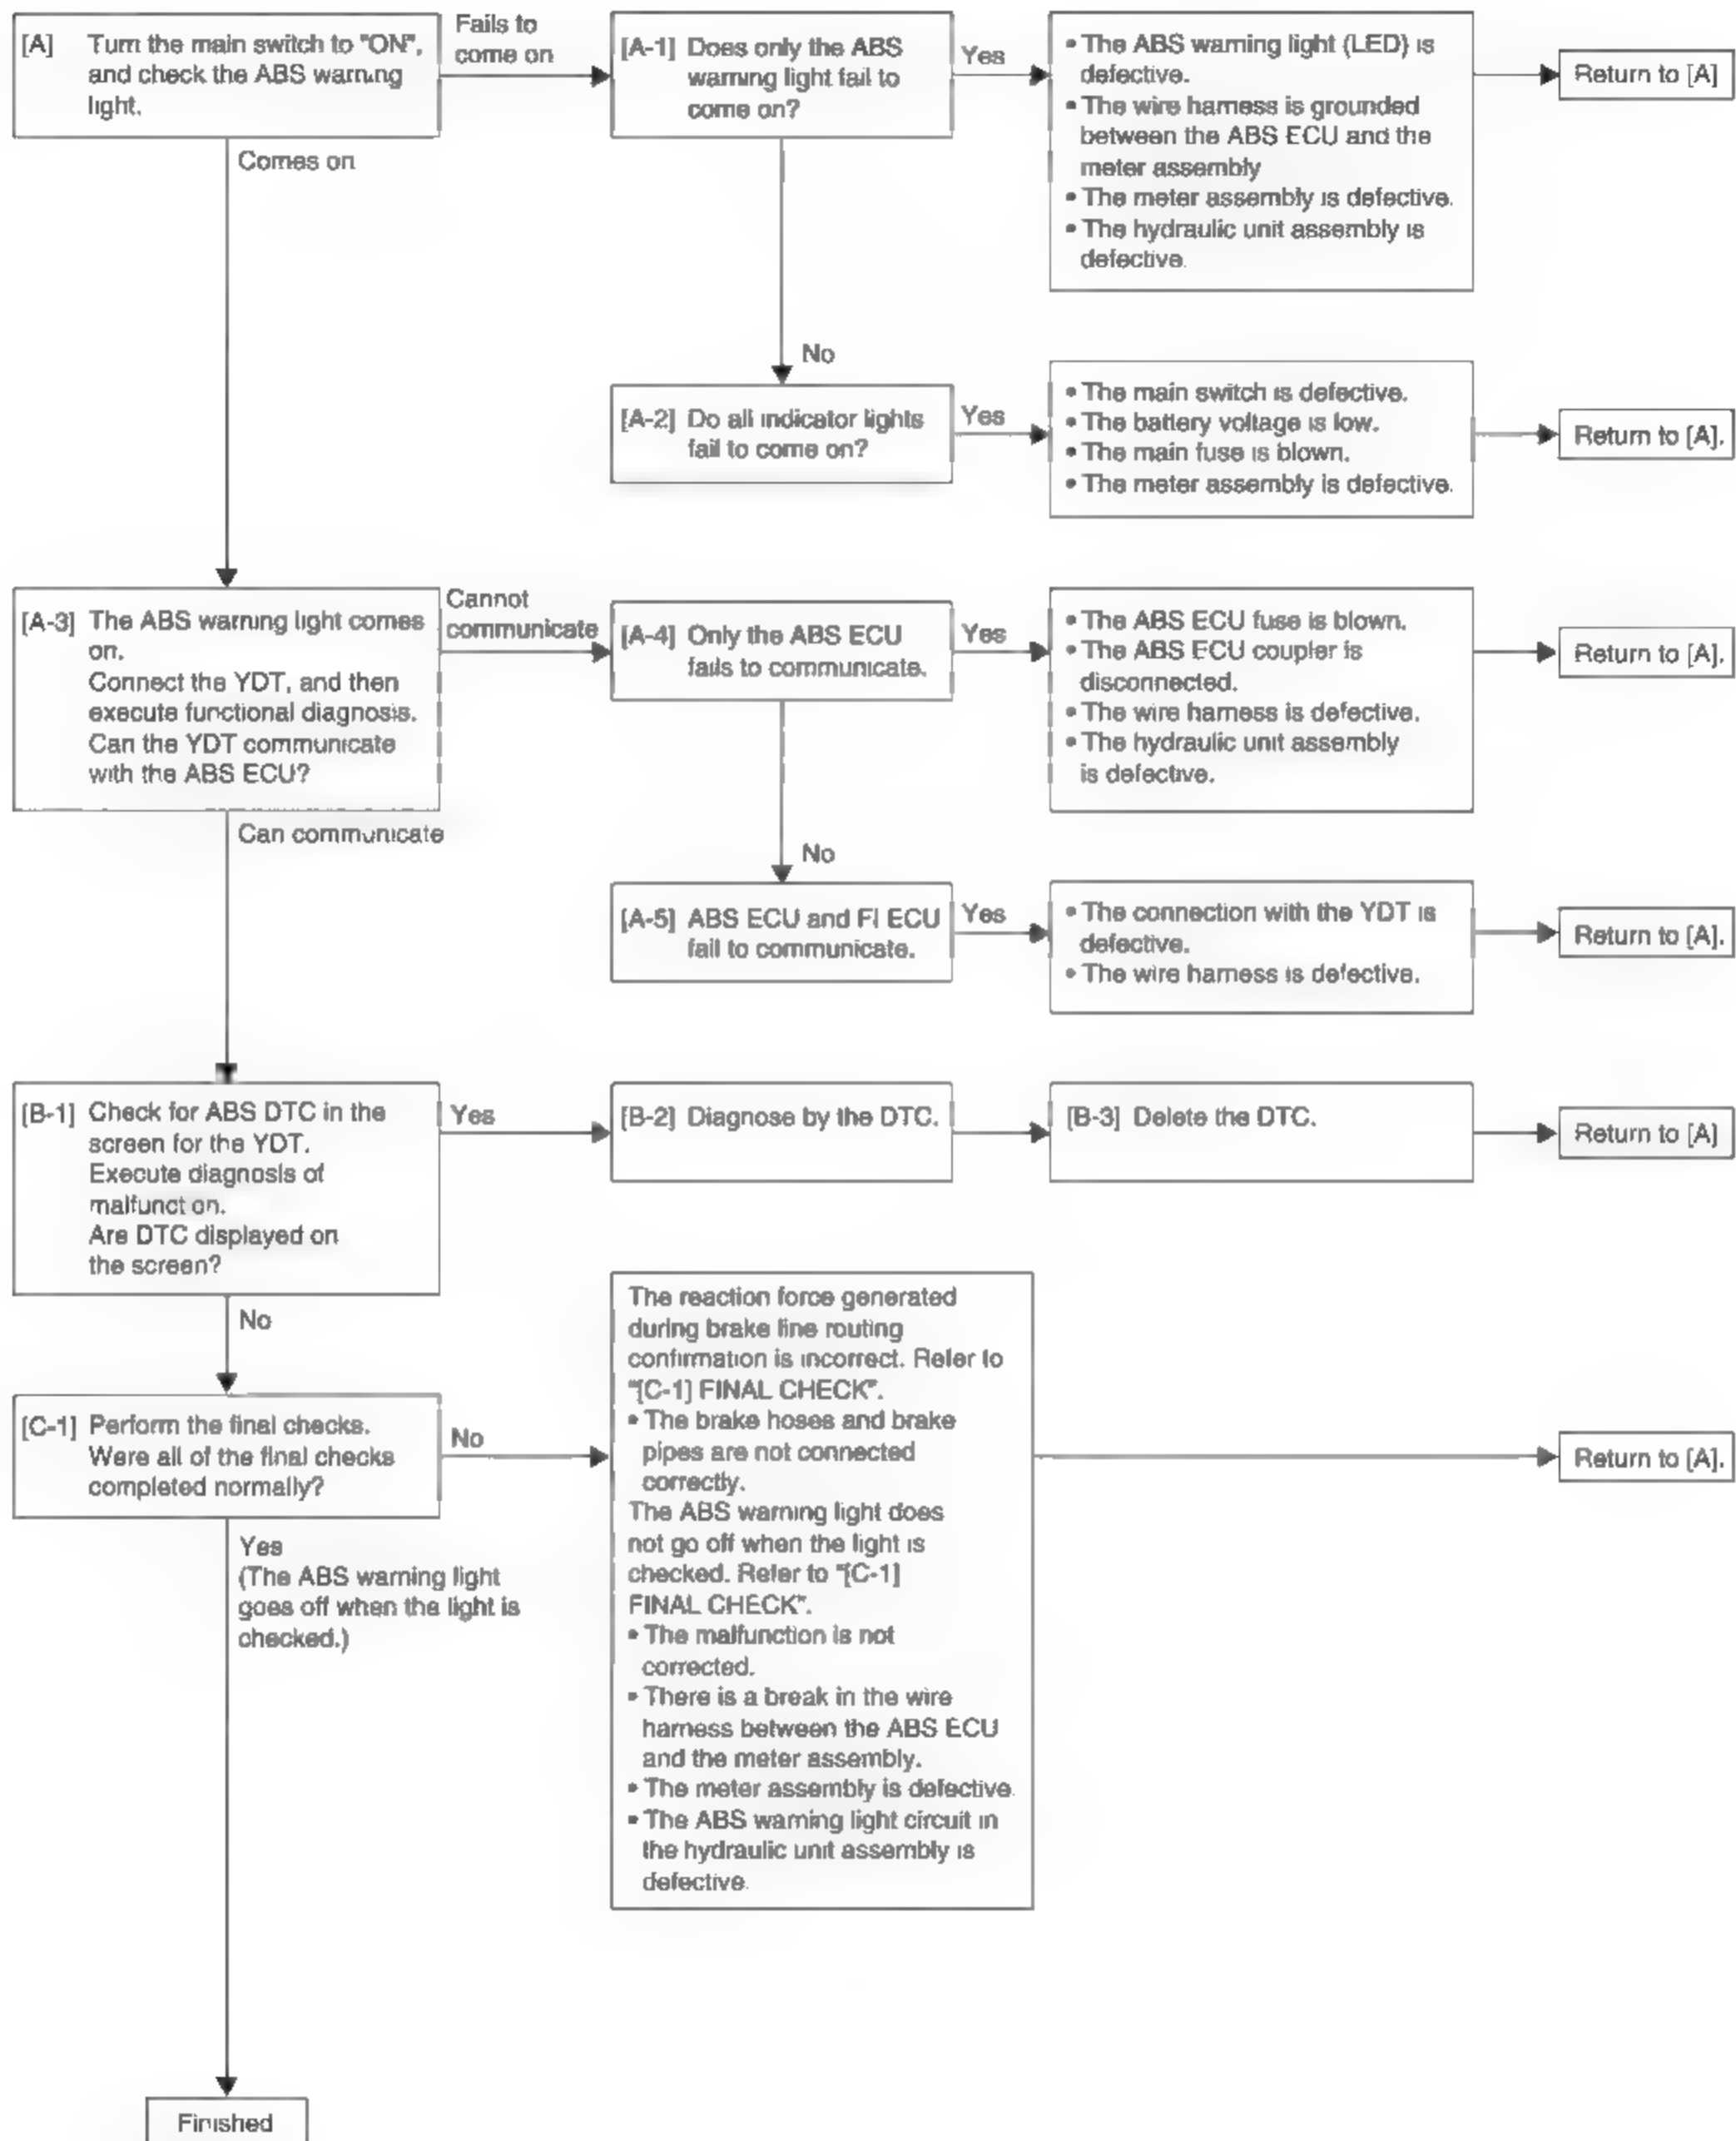 [A] Turn the main switch to "ON",
and check the ABS warning
light.
Fails to
come on
[A-1] Does only the ABS
warning light fail to
come on?
Yes
• The ABS warning light (LED) is
defective.
• The wire harness is grounded
between the ABS ECU and the
meter assembly
• The meter assembly is defective.
• The hydraulic unit assembly is
defective.
Return to [A]
Comes on
No
[A-2] Do all indicator lights
fail to come on?
Yes
• The main switch is defective.
• The battery voltage is low.
• The main fuse is blown.
• The meter assembly is defective.
Return to [A].
[A-3] The ABS warning light comes
on.
Connect the YDT, and then
execute functional diagnosis.
Can the YDT communicate
with the ABS ECU?
Cannot
communicate
[A-4] Only the ABS ECU
fails to communicate.
Yes
• The ABS ECU fuse is blown.
• The ABS ECU coupler is
disconnected.
• The wire harness is defective.
• The hydraulic unit assembly
is defective.
Return to [A].
Can communicate
No
[A-5] ABS ECU and FI ECU
fail to communicate.
Yes
• The connection with the YDT is
defective.
• The wire harness is defective.
Return to [A].
[B-1] Check for ABS DTC in the
screen for the YDT.
Execute diagnosis of
malfunction.
Are DTC displayed on
the screen?
Yes
[B-2] Diagnose by the DTC.
[B-3] Delete the DTC.
Return to [A]
No
[C-1] Perform the final checks.
Were all of the final checks
completed normally?
No
The reaction force generated
during brake line routing
confirmation is incorrect. Refer to
"[C-1] FINAL CHECK".
• The brake hoses and brake
pipes are not connected
correctly.
The ABS warning light does
not go off when the light is
checked. Refer to "[C-1]
FINAL CHECK".
• The malfunction is not
corrected.
• There is a break in the wire
harness between the ABS ECU
and the meter assembly.
• The meter assembly is defective.
• The ABS warning light circuit in
the hydraulic unit assembly is
defective.
Return to [A].
Yes
(The ABS warning light
goes off when the light is
checked.)
Finished